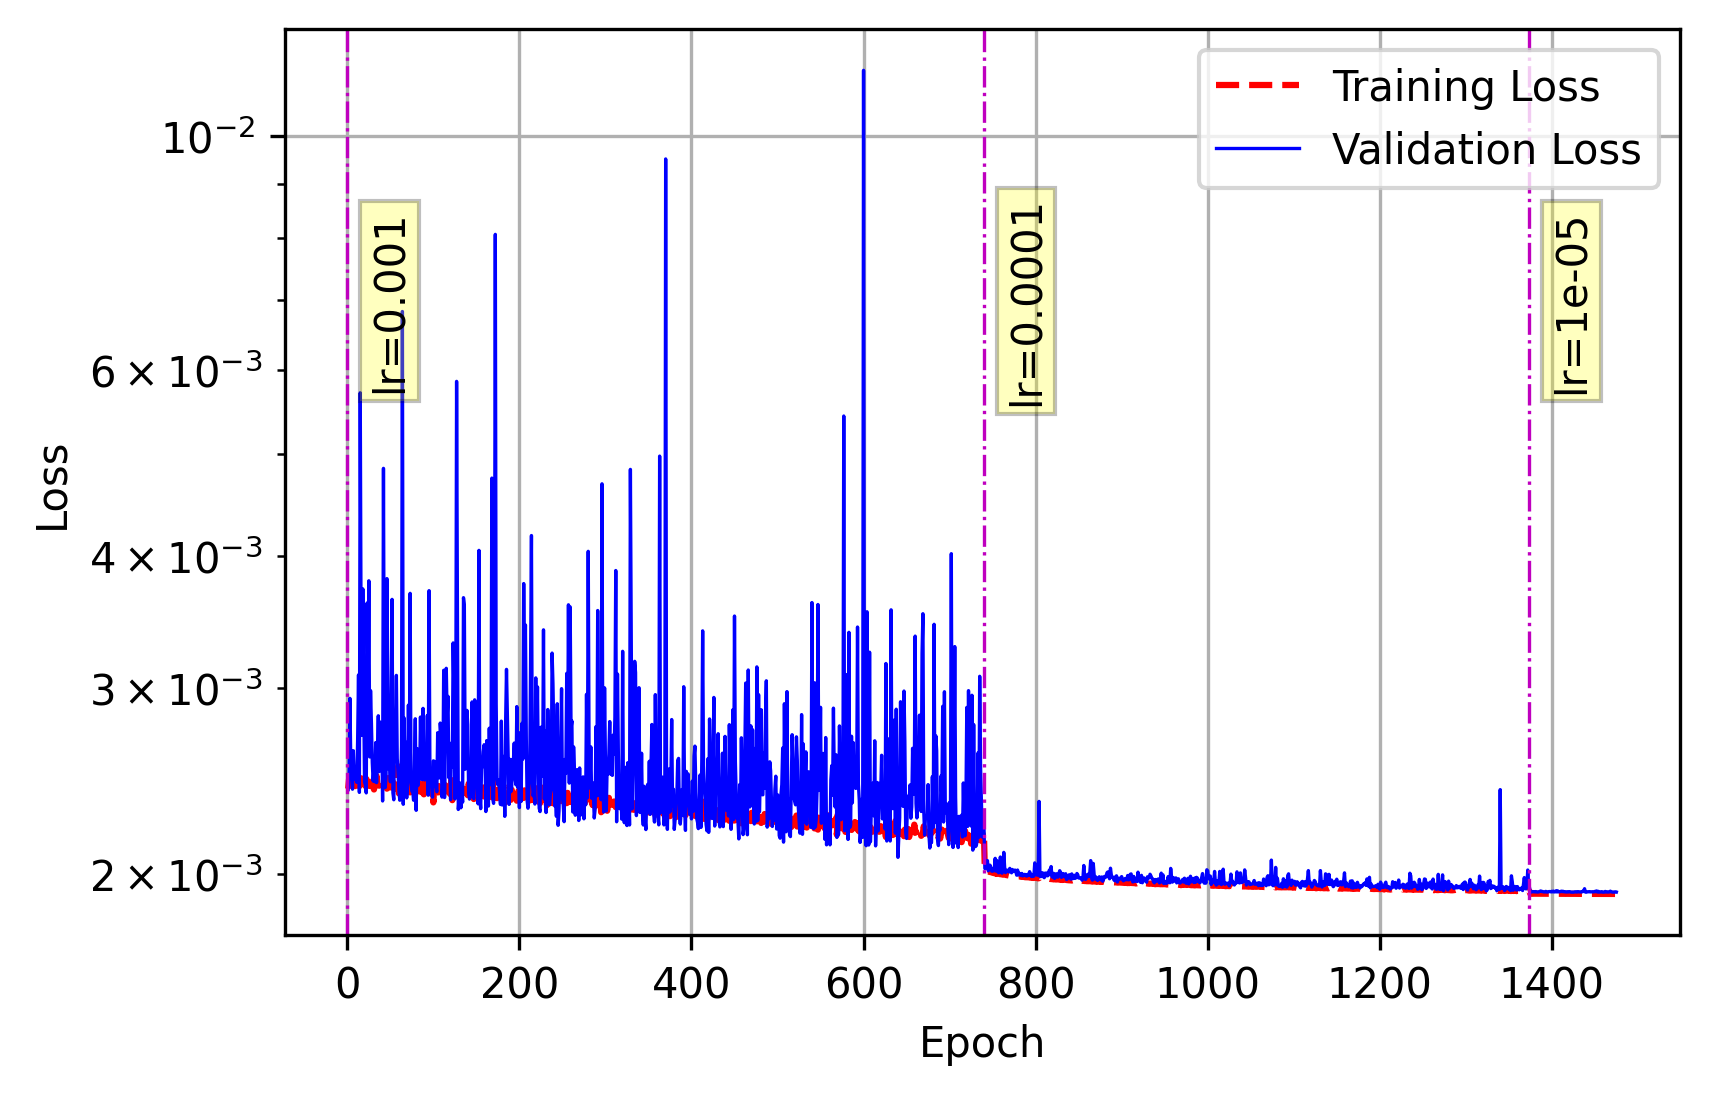 Training Loss
Validation Loss
10⁻²
6 × 10⁻³
4 × 10⁻³
3 × 10⁻³
2 × 10⁻³
Loss
lr=0.001
lr=0.0001
lr=1e-05
0 200 400 600 800 1000 1200 1400
Epoch